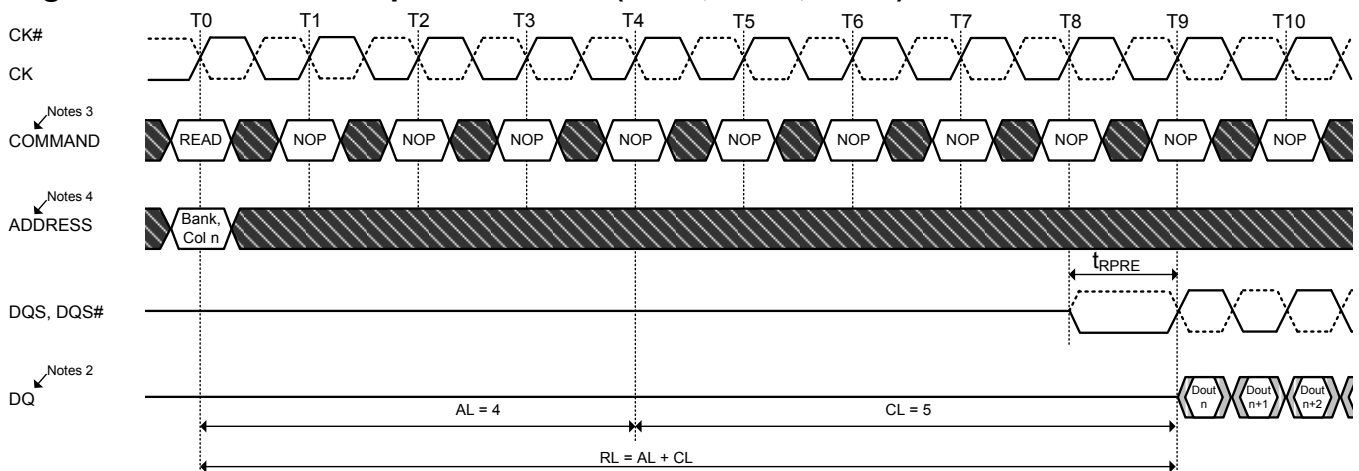 T0 T1 T2 T3 T4 T5 T6 T7 T8 T9 T10
CK#
CK
Notes 3
COMMAND READ NOP NOP NOP NOP NOP NOP NOP NOP NOP NOP
Notes 4
ADDRESS
Bank,
Col n
tRPRE
DQS, DQS#
Notes 2
DQ
Dout Dout Dout
n n+1 n+2
AL = 4 CL = 5
RL = AL + CL